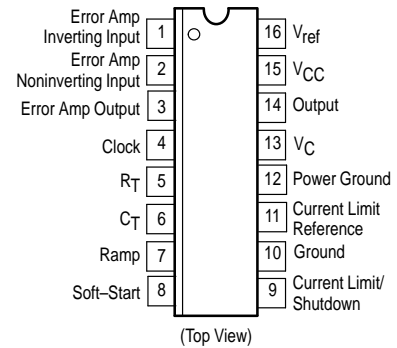 Error Amp
Inverting Input 1
Error Amp
Noninverting Input 2
Error Amp Output 3
Clock 4
RT 5
CT 6
Ramp 7
Soft–Start 8
16 Vref
15 VCC
14 Output
13 VC
12 Power Ground
11 Current Limit
Reference
10 Ground
9 Current Limit/
Shutdown
(Top View)